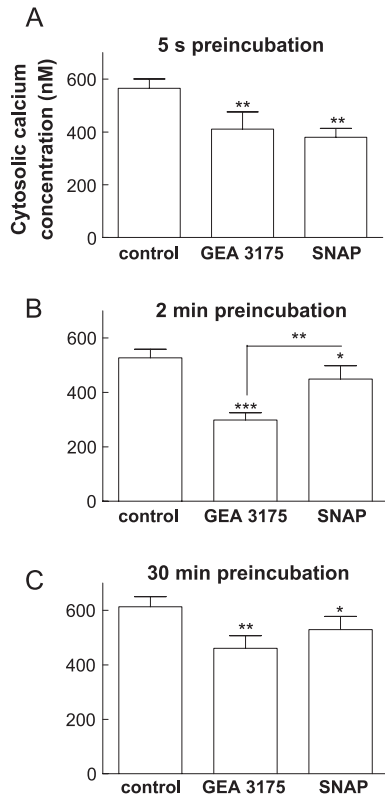 A
5 s preincubation
Cytosolic calcium
concentration (nM)
600
400
200
0
**
**
control GEA 3175 SNAP
B
2 min preincubation
600
400
200
0
**
***
*
control GEA 3175 SNAP
C
30 min preincubation
600
400
200
0
**
*
control GEA 3175 SNAP